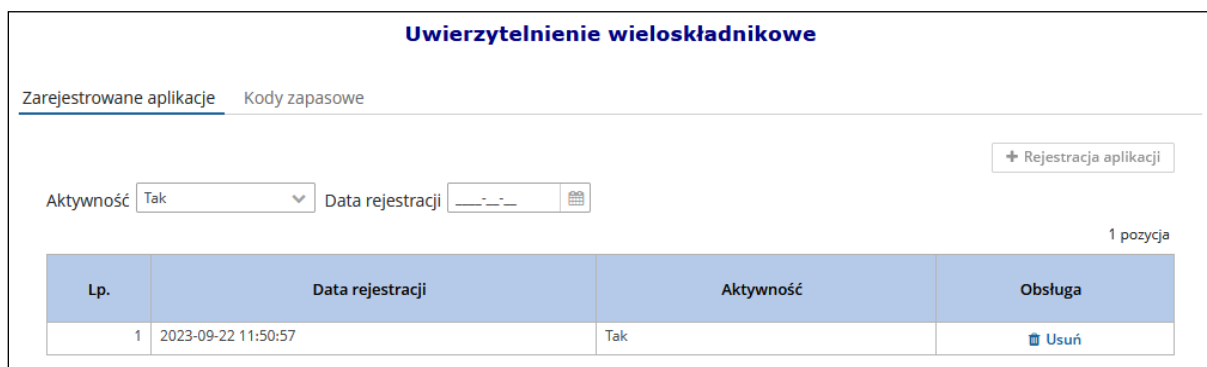 Uwierzytelnienie wieloskładnikowe
Zarejestrowane aplikacje Kody zapasowe
+ Rejestracja aplikacji
Aktywność Tak Data rejestracji ____-__-__
1 pozycja
Lp. Data rejestracji Aktywność Obsługa
1 2023-09-22 11:50:57 Tak Usuń